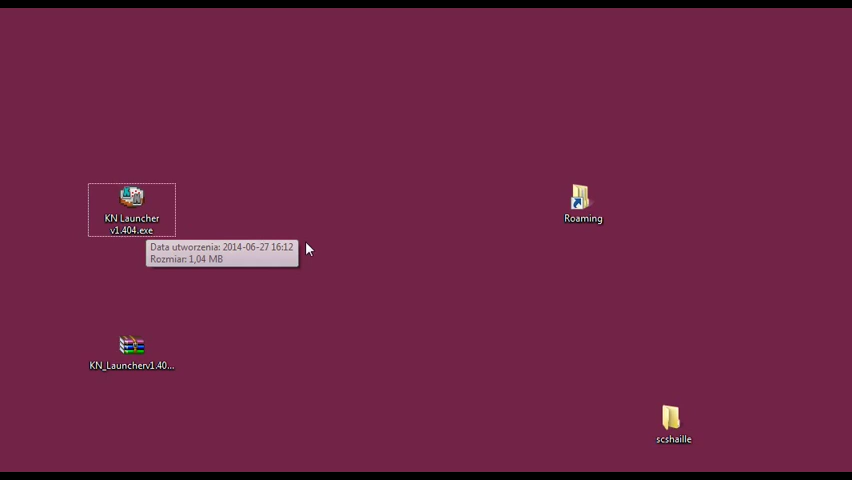 KN Launcher
v1.404.exe
Roaming
Data utworzenia: 2014-06-27 16:12
Rozmiar: 1,04 MB
KN_Launcherv1.40...
scshaille